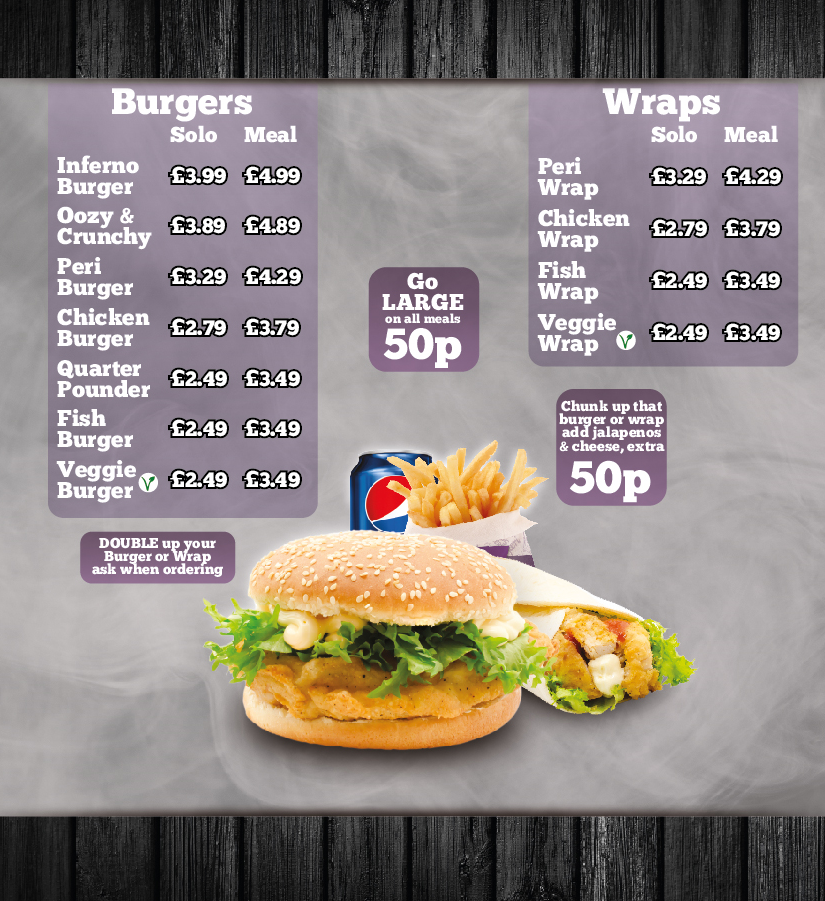 Burgers
Solo Meal
Inferno
Burger £3.99 £4.99
Oozy &
Crunchy £3.89 £4.89
Peri
Burger £3.29 £4.29
Chicken
Burger £2.79 £3.79
Quarter
Pounder £2.49 £3.49
Fish
Burger £2.49 £3.49
Veggie
Burger £2.49 £3.49
DOUBLE up your
Burger or Wrap
ask when ordering
Go
LARGE
on all meals
50p
Wraps
Solo Meal
Peri
Wrap £3.29 £4.29
Chicken
Wrap £2.79 £3.79
Fish
Wrap £2.49 £3.49
Veggie
Wrap £2.49 £3.49
Chunk up that
burger or wrap
add jalapenos
& cheese, extra
50p